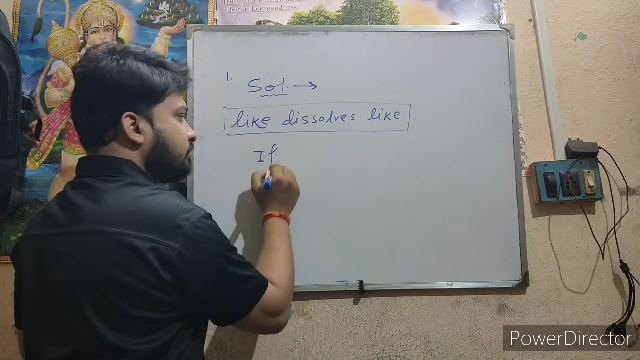 1. Sol. →
like dissolves like
If
PowerDirector